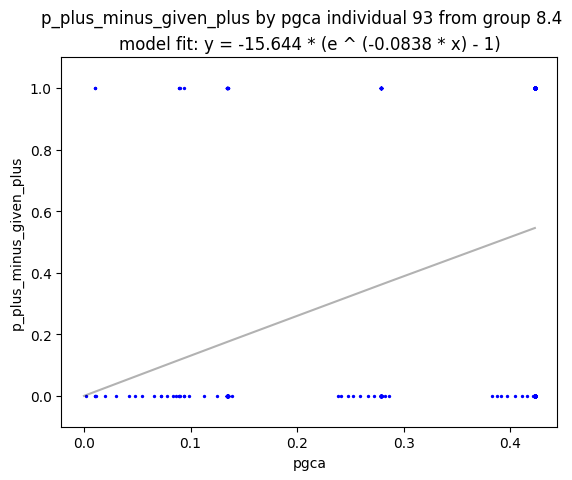 p_plus_minus_given_plus by pgca individual 93 from group 8.4
model fit: y = -15.644 * (e ^ (-0.0838 * x) - 1)
1.0
0.8
0.6
0.4
0.2
0.0
p_plus_minus_given_plus
0.0 0.1 0.2 0.3 0.4
pgca